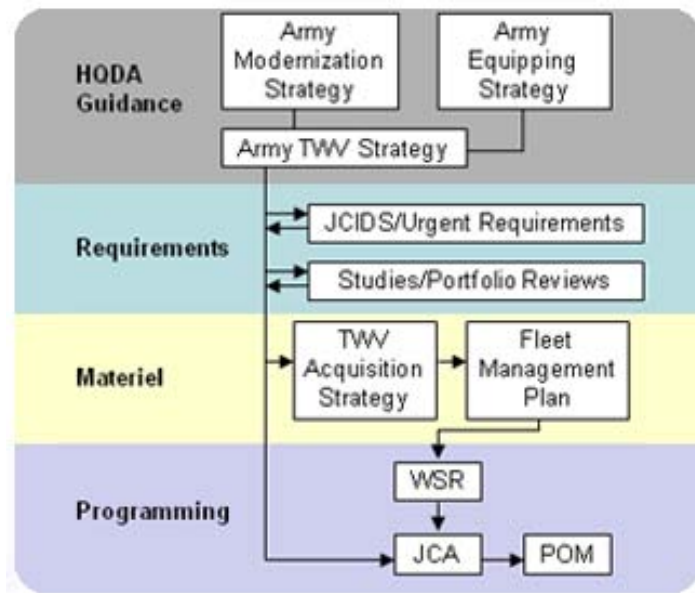 HQDA
Guidance
Army
Modernization
Strategy
Army
Equipping
Strategy
Army TWV Strategy
Requirements
JCIDS/Urgent Requirements
Studies/Portfolio Reviews
Materiel
TWV
Acquisition
Strategy
Fleet
Management
Plan
Programming
WSR
JCA
POM